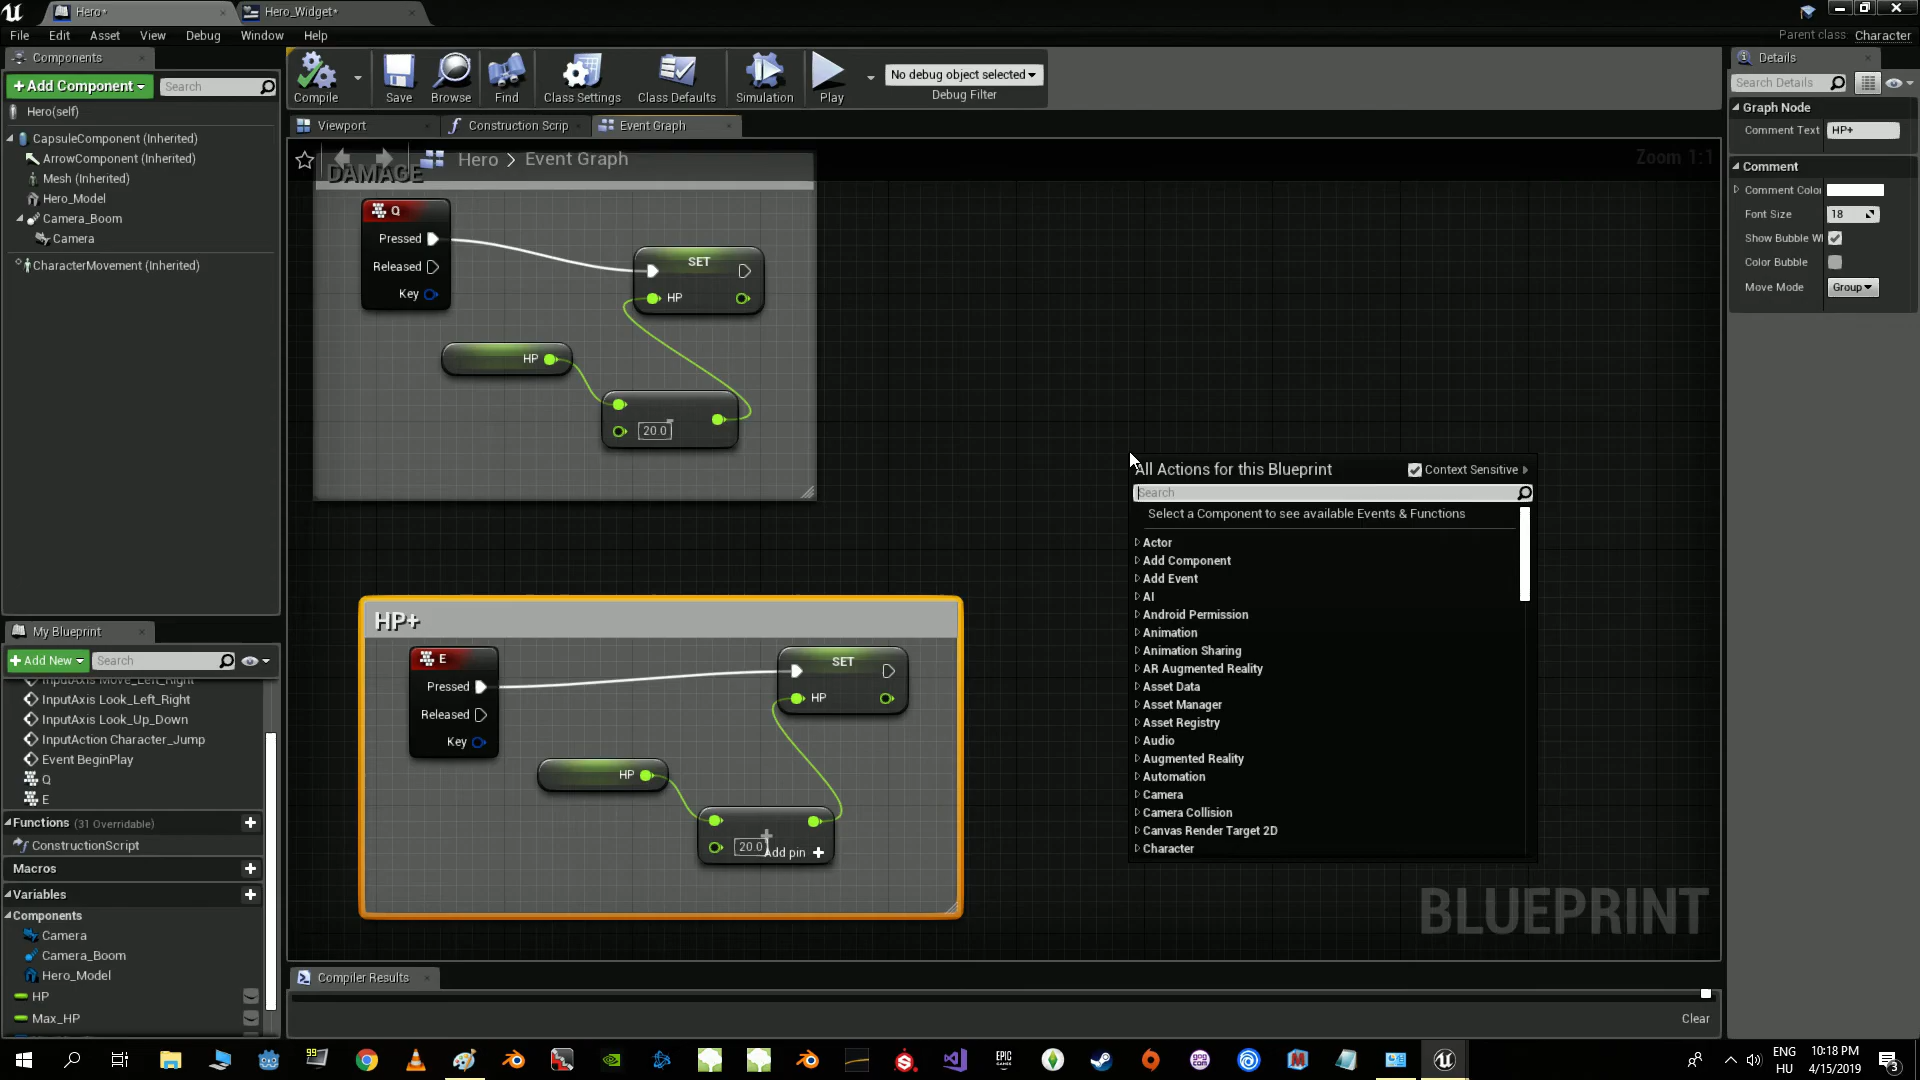 Hero*
Hero_Widget*
File Edit Asset View Debug Window Help
Parent class: Character
Components
+Add Component
Search
Hero(self)
CapsuleComponent (Inherited)
ArrowComponent (Inherited)
Mesh (Inherited)
Hero_Model
Camera_Boom
Camera
CharacterMovement (Inherited)
Compile
Save
Browse
Find
Class Settings
Class Defaults
Simulation
Play
No debug object selected
Debug Filter
Viewport
Construction Scrip
Event Graph
Hero > Event Graph
Zoom 1:1
DAMAGE
Q
Pressed
Released
Key
SET
HP
HP
20.0
HP+
E
Pressed
Released
Key
SET
HP
HP
20.0
Add pin +
All Actions for this Blueprint
Context Sensitive
Search
Select a Component to see available Events & Functions
Actor
Add Component
Add Event
AI
Android Permission
Animation
Animation Sharing
AR Augmented Reality
Asset Data
Asset Manager
Asset Registry
Audio
Augmented Reality
Automation
Camera
Camera Collision
Canvas Render Target 2D
Character
BLUEPRINT
Details
Search Details
Graph Node
Comment Text HP+
Comment
Comment Color
Font Size 18
Show Bubble W
Color Bubble
Move Mode Group
My Blueprint
+Add New
Search
InputAxis Move_Left_Right
InputAxis Look_Left_Right
InputAxis Look_Up_Down
InputAction Character_Jump
Event BeginPlay
Q
E
Functions (31 Overridable)
ConstructionScript
Macros
Variables
Components
Camera
Camera_Boom
Hero_Model
HP
Max_HP
Compiler Results
Clear
99
EPIC GAMES
GOG COM
ENG
HU
10:18 PM
4/15/2019
3